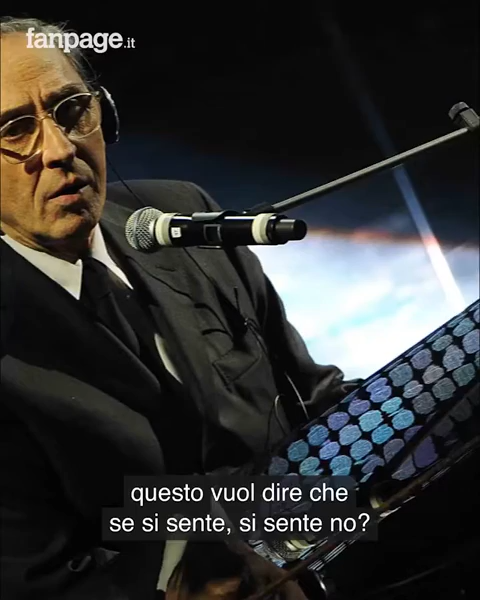 fanpage.it
questo vuol dire che
se si sente, si sente no?